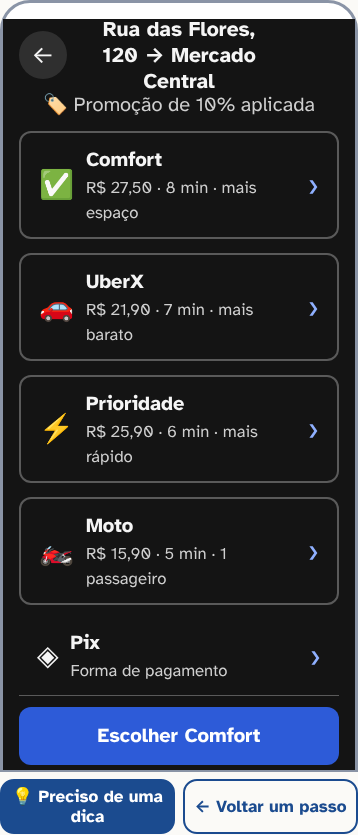 Rua das Flores,
120 → Mercado
Central
🏷️ Promoção de 10% aplicada
Comfort
R$ 27,50 · 8 min · mais
espaço
UberX
R$ 21,90 · 7 min · mais
barato
Prioridade
R$ 25,90 · 6 min · mais
rápido
Moto
R$ 15,90 · 5 min · 1
passageiro
Pix
Forma de pagamento
Escolher Comfort
💡 Preciso de uma
dica
← Voltar um passo